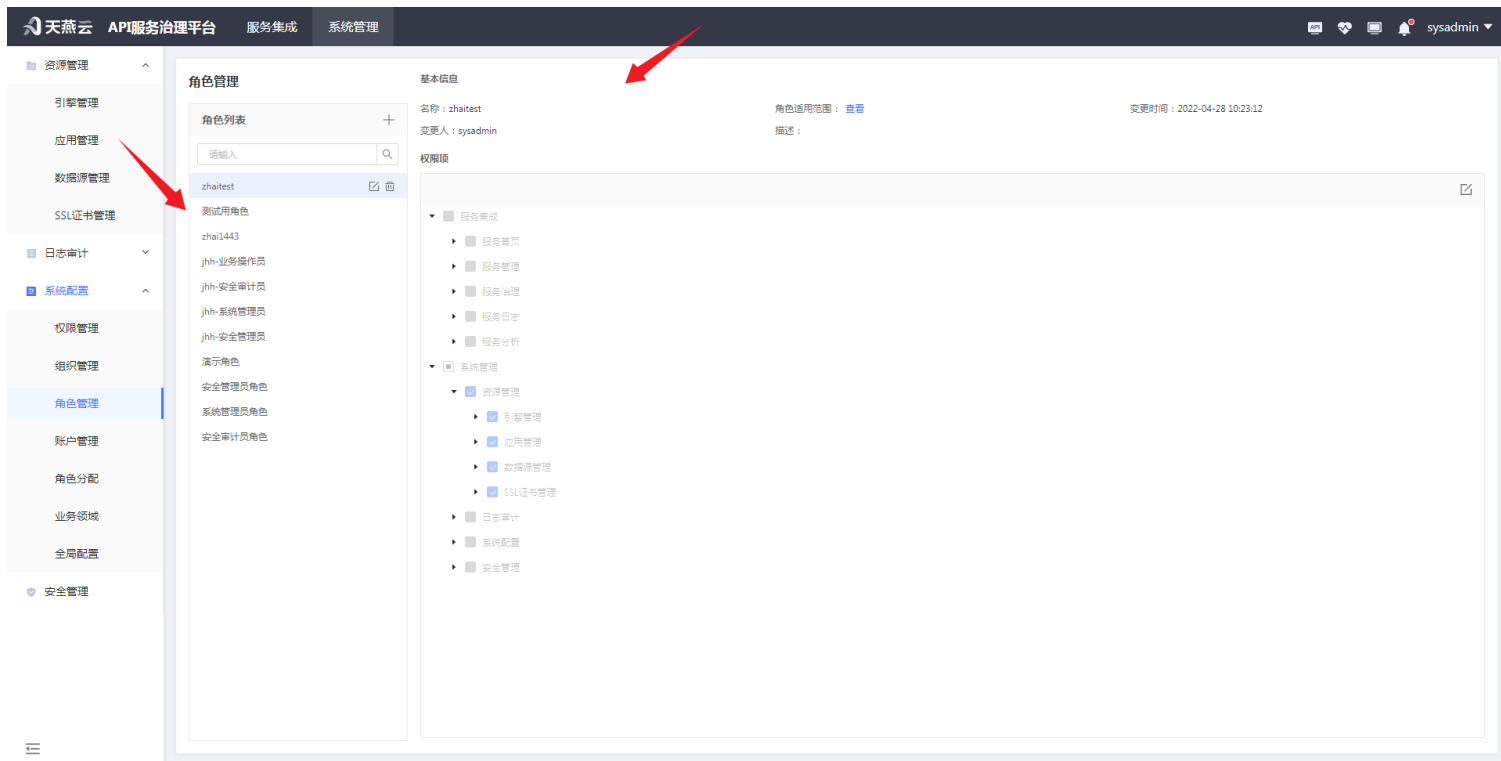 天燕云 API服务治理平台 服务集成 系统管理 API sysadmin
资源管理
引擎管理
应用管理
数据源管理
SSL证书管理
日志审计
系统配置
权限管理
组织管理
角色管理
账户管理
角色分配
业务领域
全局配置
安全管理
角色管理
角色列表
请输入
zhaitest
测试用角色
zhai1443
jhh-业务操作员
jhh-安全审计员
jhh-系统管理员
jhh-安全管理员
演示角色
安全管理员角色
系统管理员角色
安全审计员角色
基本信息
名称：zhaitest 角色适用范围： 查看 变更时间：2022-04-28 10:23:12
变更人：sysadmin 描述：
权限项
服务集成
服务首页
服务管理
服务治理
服务日志
服务分析
系统管理
资源管理
引擎管理
应用管理
数据源管理
SSL证书管理
日志审计
系统配置
安全管理